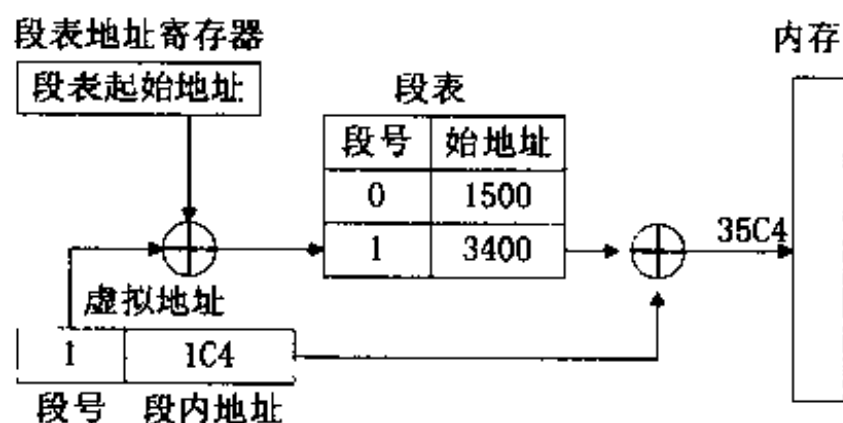 段表地址寄存器
内存
段表起始地址
段表
段号 始地址
0 1500
1 3400
35C4
虚拟地址
1 1C4
段号 段内地址